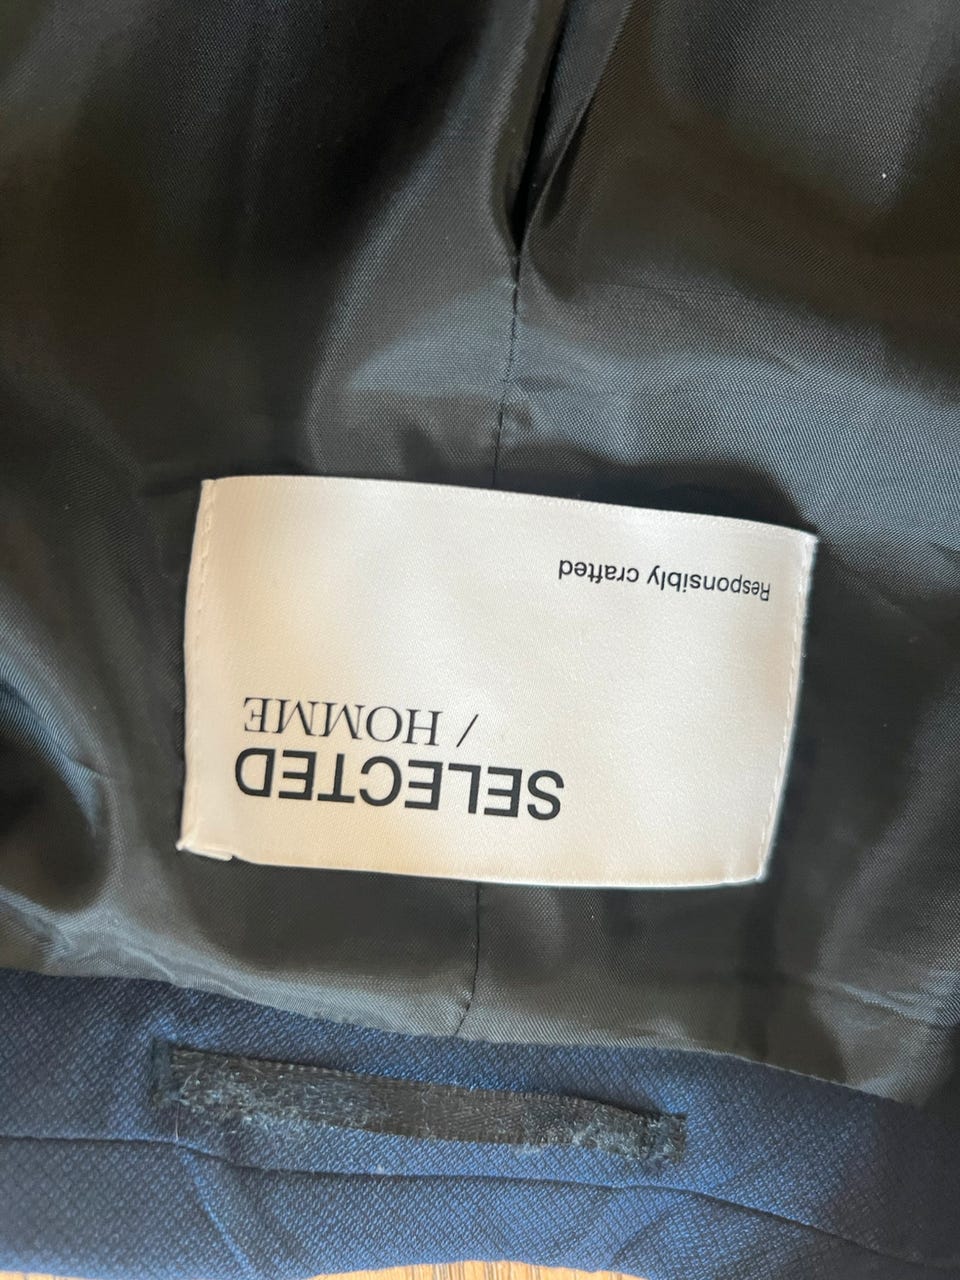 SELECTED
/ HOMME
Responsibly crafted